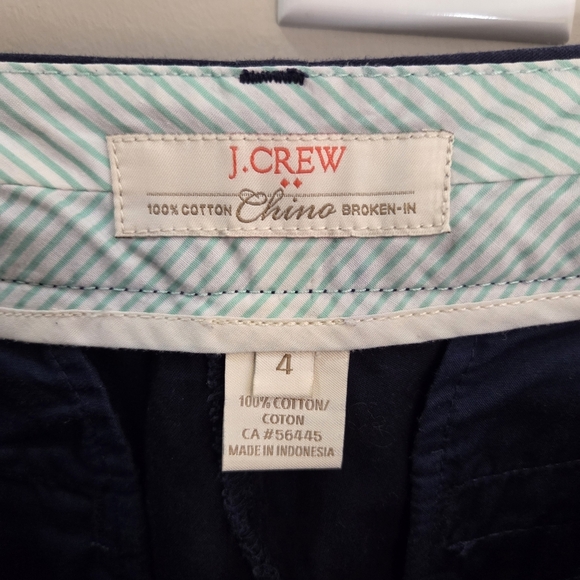 J.CREW
100% COTTON Chino BROKEN-IN
4
100% COTTON/
COTON
CA #56445
MADE IN INDONESIA